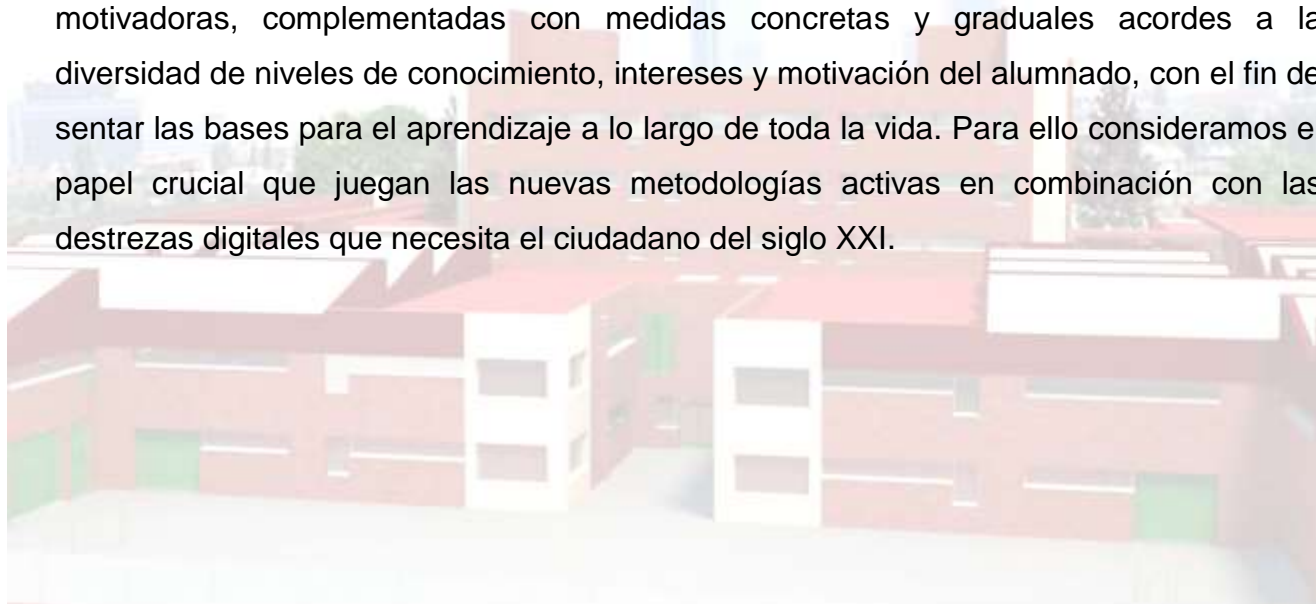 motivadoras, complementadas con medidas concretas y graduales acordes a la
diversidad de niveles de conocimiento, intereses y motivación del alumnado, con el fin de
sentar las bases para el aprendizaje a lo largo de toda la vida. Para ello consideramos el
papel crucial que juegan las nuevas metodologías activas en combinación con las
destrezas digitales que necesita el ciudadano del siglo XXI.